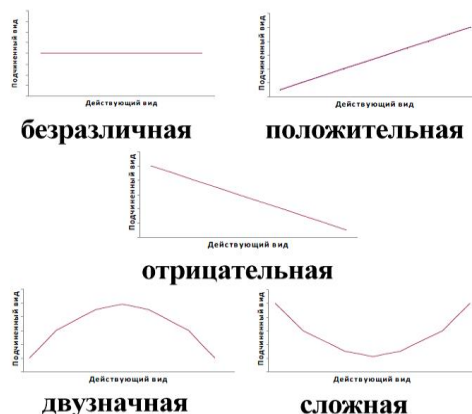 Подчиненный вид
Действующий вид
безразличная
Подчиненный вид
Действующий вид
положительная
Подчиненный вид
Действующий вид
отрицательная
Подчиненный вид
Действующий вид
двузначная
Подчиненный вид
Действующий вид
сложная